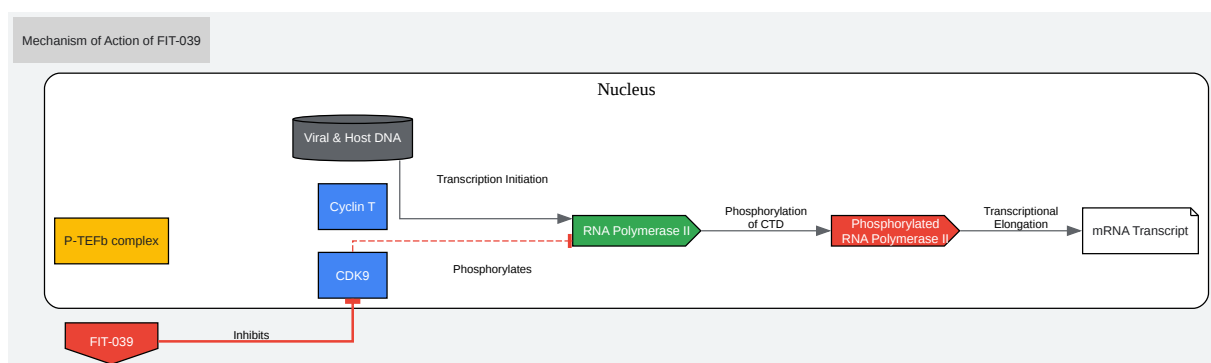 Mechanism of Action of FIT-039
Nucleus
Viral & Host DNA
Transcription Initiation
Cyclin T
P-TEFb complex
RNA Polymerase II
Phosphorylation
of CTD
Phosphorylated
RNA Polymerase II
Transcriptional
Elongation
mRNA Transcript
Phosphorylates
CDK9
FIT-039
Inhibits